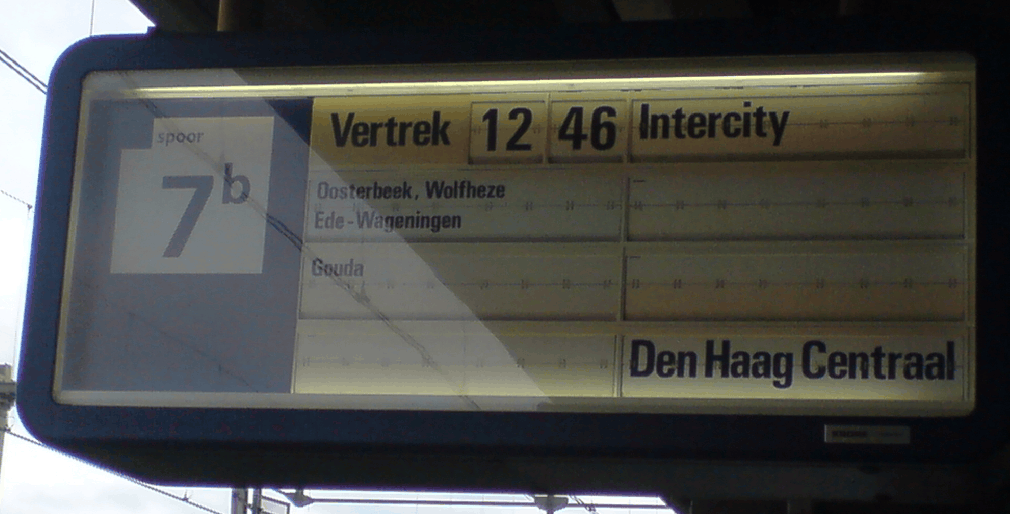 spoor
7b
Vertrek 12 46 Intercity
Oosterbeek, Wolfheze
Ede-Wageningen
Gouda
Den Haag Centraal